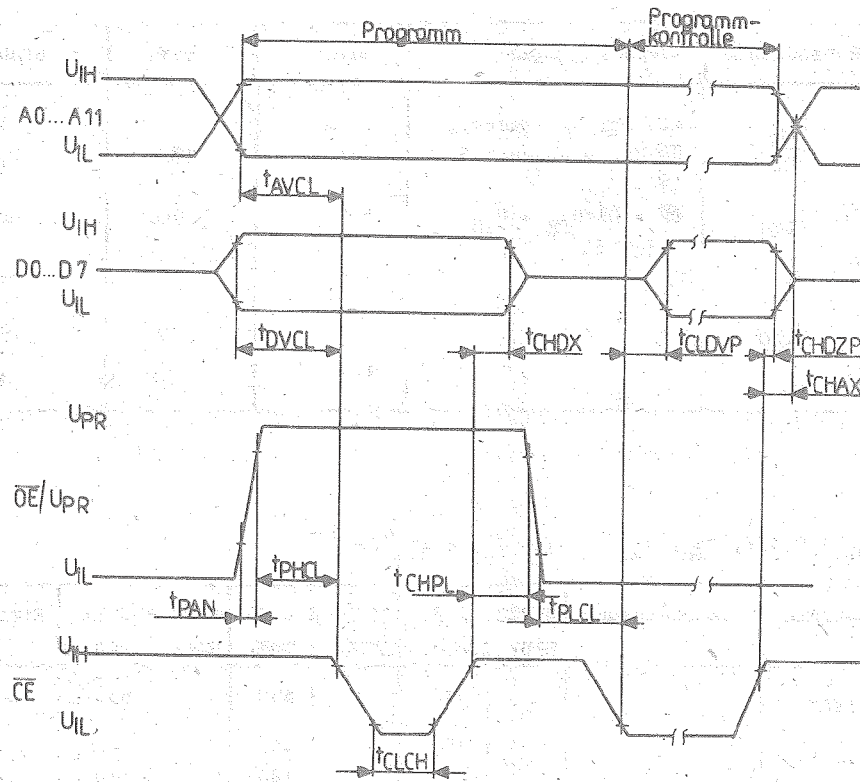 Programm
Programm-
kontrolle
UIH
A0...A11
UIL
tAVCL
UIH
D0...D7
UIL
tDVCL
tCHDX
tCLDVP
tCHDZP
tCHAX
UPR
OE/UPR
UIL
tPHCL
tCHPL
tPAN
tPLCL
UIH
CE
UIL
tCLCH